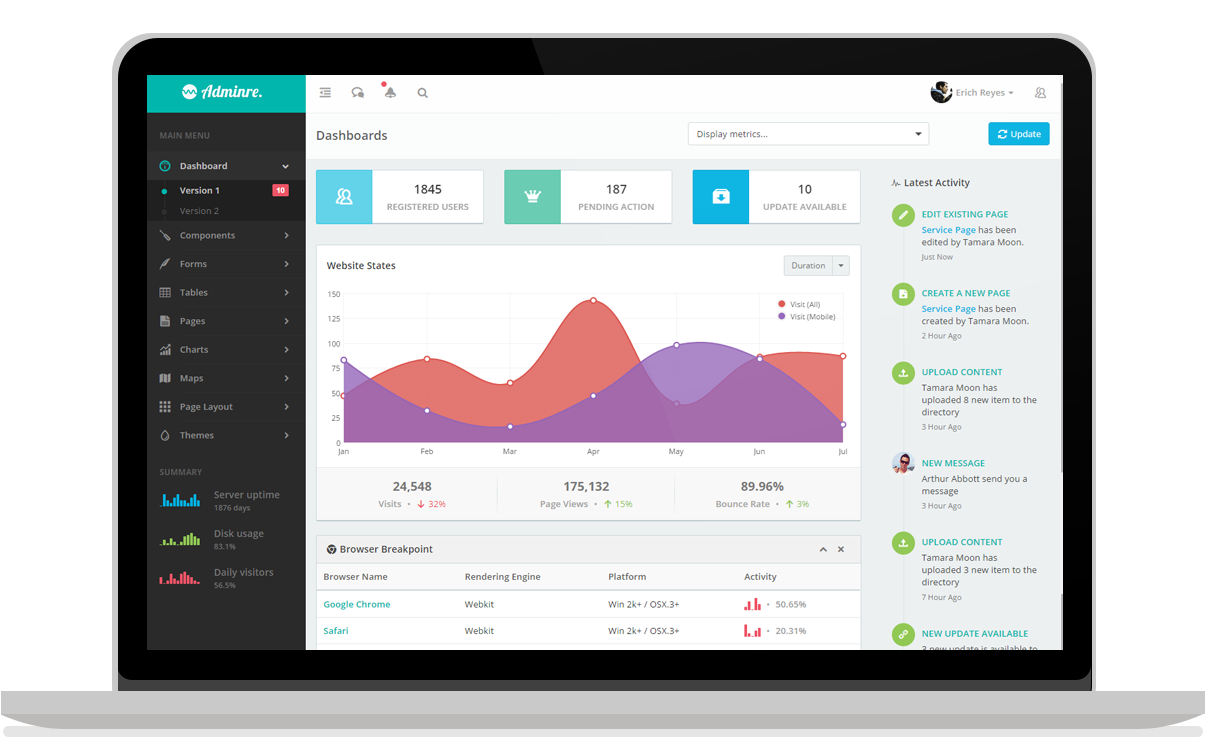 Adminre.
Erich Reyes
MAIN MENU
Dashboard
Version 1
10
Version 2
Components
Forms
Tables
Pages
Charts
Maps
Page Layout
Themes
SUMMARY
Server uptime
1876 days
Disk usage
83.1%
Daily visitors
56.5%
Dashboards
Display metrics...
Update
1845
REGISTERED USERS
187
PENDING ACTION
10
UPDATE AVAILABLE
Website States
Duration
150
125
100
75
50
25
0
Visit (All)
Visit (Mobile)
Jan Feb Mar Apr May Jun Jul
24,548
Visits • 32%
175,132
Page Views • 15%
89.96%
Bounce Rate • 3%
Browser Breakpoint
Browser Name Rendering Engine Platform Activity
Google Chrome Webkit Win 2k+ / OSX.3+ • 50.65%
Safari Webkit Win 2k+ / OSX.3+ • 20.31%
Latest Activity
EDIT EXISTING PAGE
Service Page has been
edited by Tamara Moon.
Just Now
CREATE A NEW PAGE
Service Page has been
created by Tamara Moon.
2 Hour Ago
UPLOAD CONTENT
Tamara Moon has
uploaded 8 new item to the
directory
3 Hour Ago
NEW MESSAGE
Arthur Abbott send you a
message
3 Hour Ago
UPLOAD CONTENT
Tamara Moon has
uploaded 3 new item to the
directory
7 Hour Ago
NEW UPDATE AVAILABLE
3 new update is available to